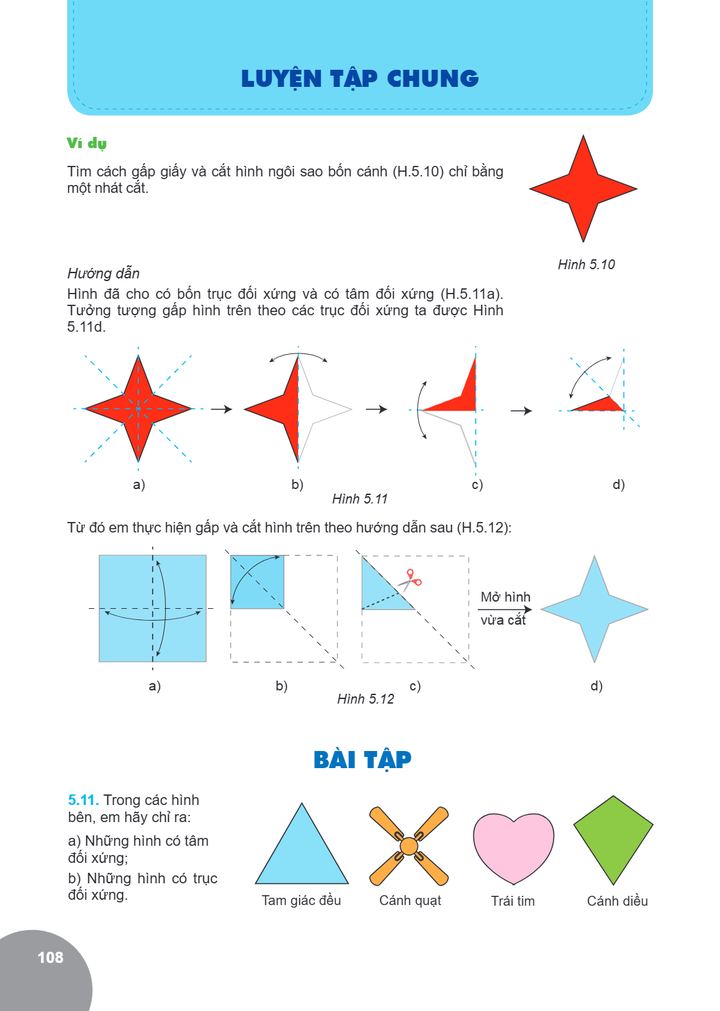 LUYỆN TẬP CHUNG
Ví dụ
Tìm cách gấp giấy và cắt hình ngôi sao bốn cánh (H.5.10) chỉ bằng
một nhát cắt.
Hình 5.10
Hướng dẫn
Hình đã cho có bốn trục đối xứng và có tâm đối xứng (H.5.11a).
Tưởng tượng gấp hình trên theo các trục đối xứng ta được Hình
5.11d.
a) b) c) d)
Hình 5.11
Từ đó em thực hiện gấp và cắt hình trên theo hướng dẫn sau (H.5.12):
Mở hình
vừa cắt
a) b) c) d)
Hình 5.12
BÀI TẬP
5.11. Trong các hình
bên, em hãy chỉ ra:
a) Những hình có tâm
đối xứng;
b) Những hình có trục
đối xứng.
Tam giác đều Cánh quạt Trái tim Cánh diều
108